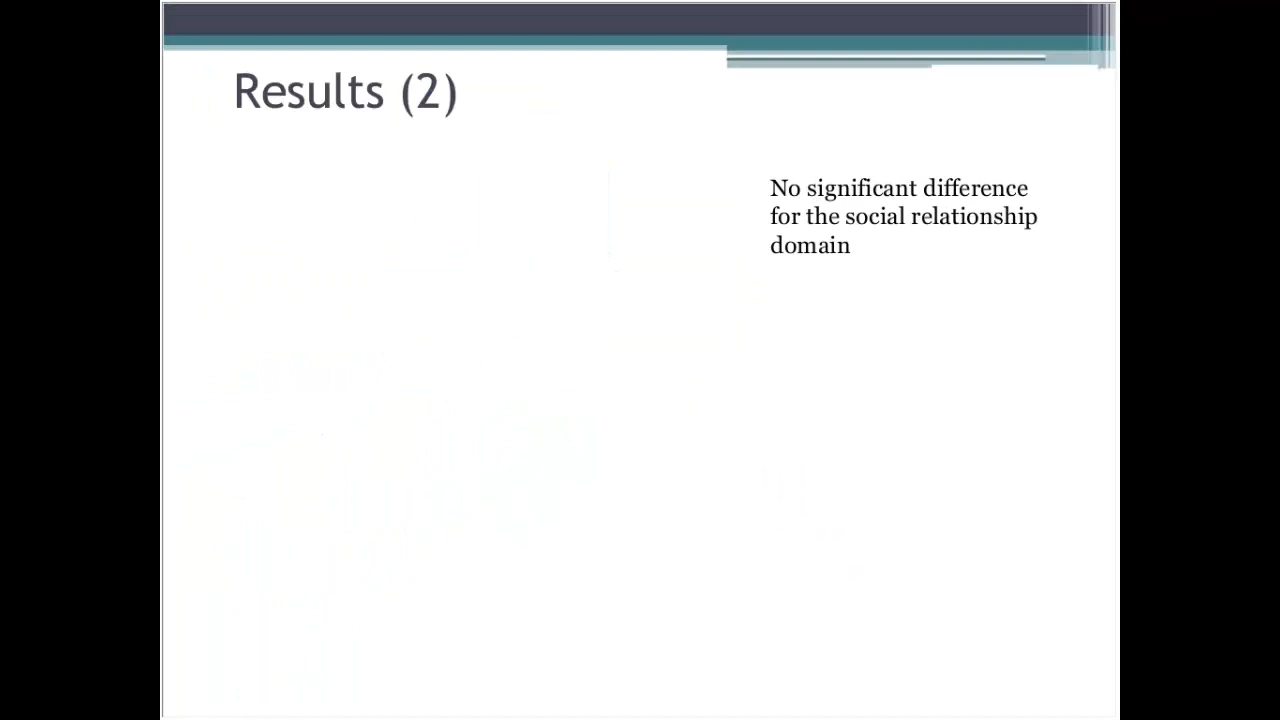 Results (2)
No significant difference
for the social relationship
domain